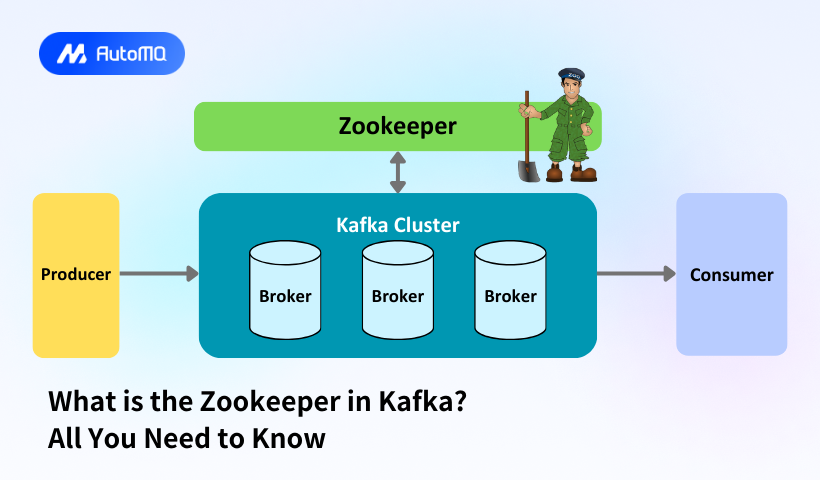 AutoMQ
Zookeeper
ZOO
Kafka Cluster
Producer
Broker
Broker
Broker
Consumer
What is the Zookeeper in Kafka?
All You Need to Know